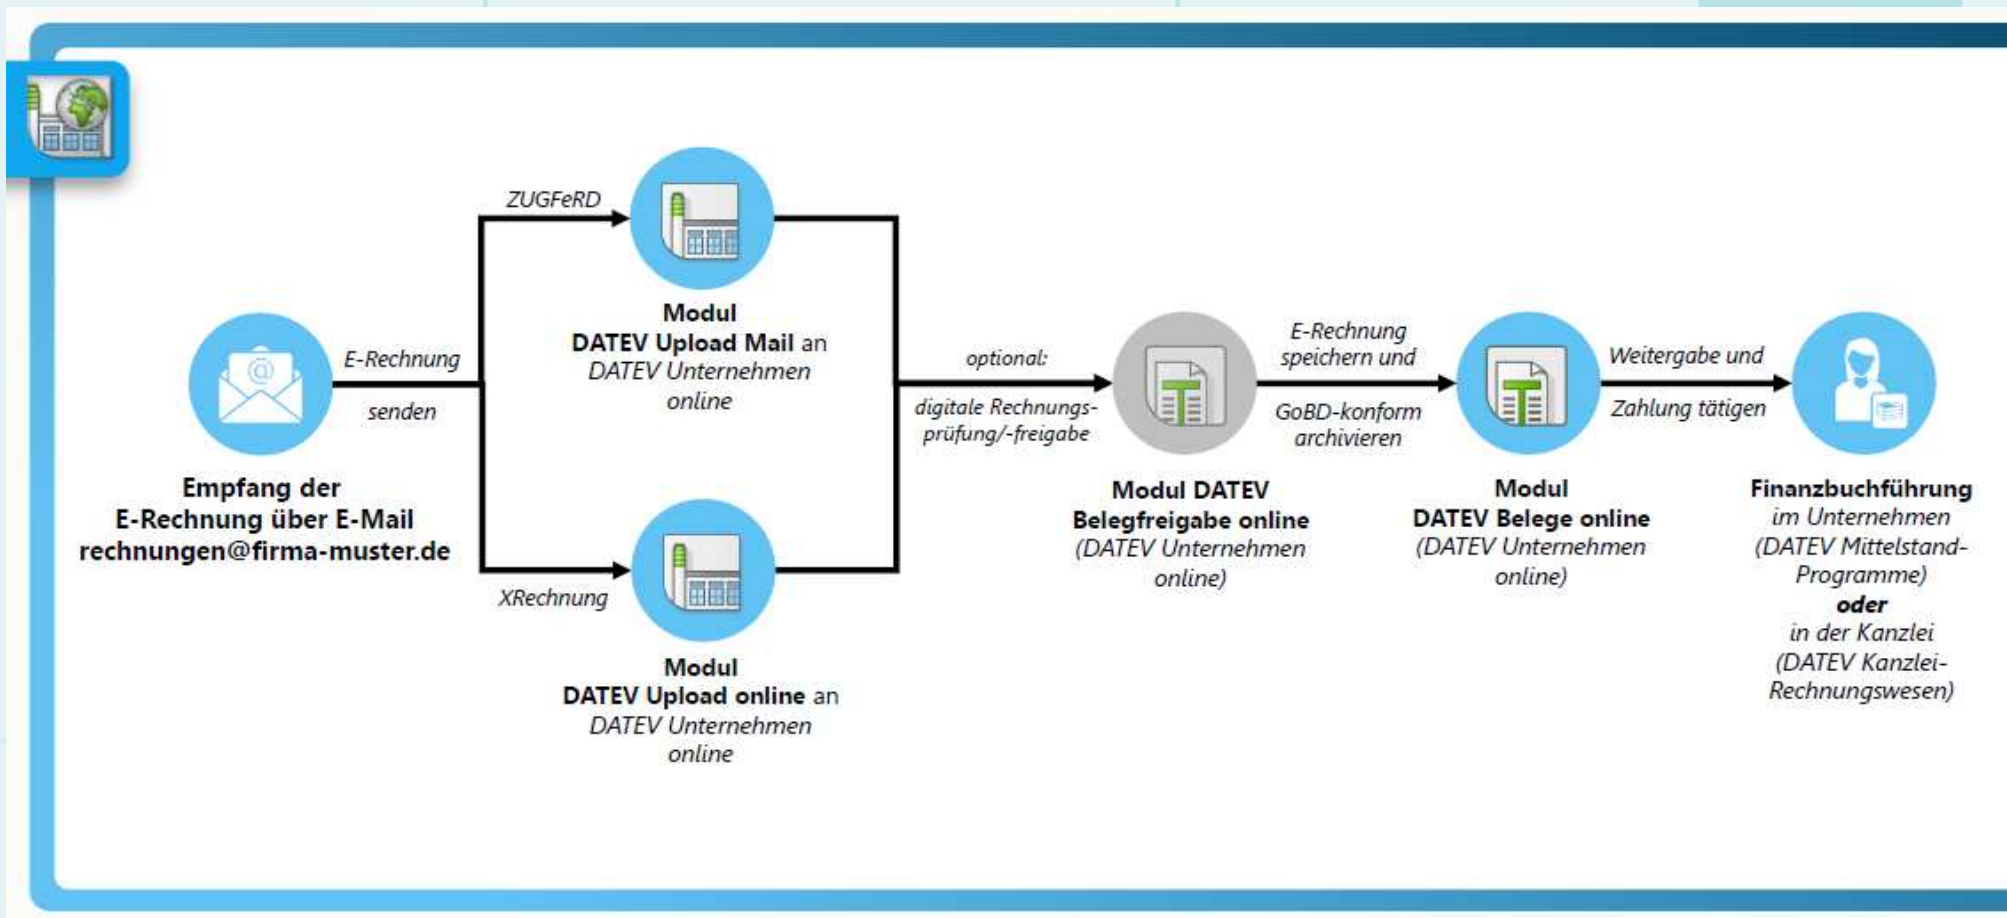 E-Rechnung
senden
Empfang der
E-Rechnung über E-Mail
rechnungen@firma-muster.de
ZUGFeRD
Modul
DATEV Upload Mail an
DATEV Unternehmen
online
XRechnung
Modul
DATEV Upload online an
DATEV Unternehmen
online
optional:
digitale Rechnungs-
prüfung/-freigabe
Modul DATEV
Belegfreigabe online
(DATEV Unternehmen
online)
E-Rechnung
speichern und
GoBD-konform
archivieren
Modul
DATEV Belege online
(DATEV Unternehmen
online)
Weitergabe und
Zahlung tätigen
Finanzbuchführung
im Unternehmen
(DATEV Mittelstand-
Programme)
oder
in der Kanzlei
(DATEV Kanzlei-
Rechnungswesen)